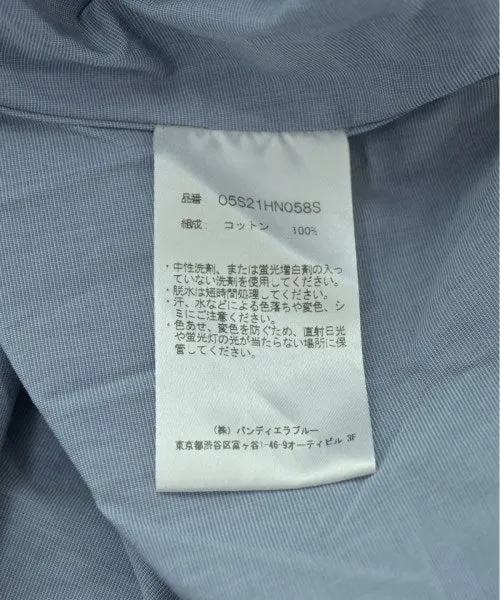 品番: 05S21HN058S
組成: コットン 100%
・中性洗剤、または蛍光増白剤の入っ
ていない洗剤を使用してください。
・脱水は短時間処理してください。
・汗、水などによる色落ちや変色、シ
ミにご注意ください。
・色あせ、変色を防ぐため、直射日光
や蛍光灯の光が当たらない場所に保
管してください。
(株) バンディエラブルー
東京都渋谷区富ヶ谷1-46-9オーティビル 3F